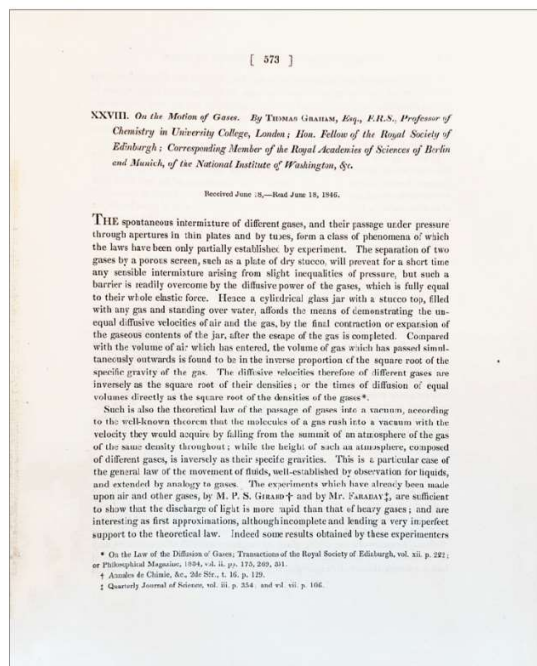 [ 573 ]
XXVIII. On the Motion of Gases. By THOMAS GRAHAM, Esq., F.R.S., Professor of
Chemistry in University College, London; Hon. Fellow of the Royal Society of
Edinburgh; Corresponding Member of the Royal Academies of Sciences of Berlin
and Munich, of the National Institute of Washington, &c.
Received June 18,—Read June 18, 1846.
THE spontaneous intermixture of different gases, and their passage under pressure
through apertures in thin plates and by tubes, form a class of phenomena of which
the laws have been only partially established by experiment. The separation of two
gases by a porous screen, such as a plate of dry stucco, will prevent for a short time
any sensible intermixture arising from slight inequalities of pressure, but such a
barrier is readily overcome by the diffusive power of the gases, which is fully equal
to their whole elastic force. Hence a cylindrical glass jar with a stucco top, filled
with any gas and standing over water, affords the means of demonstrating the un-
equal diffusive velocities of air and the gas, by the final contraction or expansion of
the gaseous contents of the jar, after the escape of the gas is completed. Compared
with the volume of air which has entered, the volume of gas which has passed simul-
taneously outwards is found to be in the inverse proportion of the square root of the
specific gravity of the gas. The diffusive velocities therefore of different gases are
inversely as the square root of their densities; or the times of diffusion of equal
volumes directly as the square root of the densities of the gases*.
Such is also the theoretical law of the passage of gases into a vacuum, according
to the well-known theorem that the molecules of a gas rush into a vacuum with the
velocity they would acquire by falling from the summit of an atmosphere of the gas
of the same density throughout; while the height of such an atmosphere, composed
of different gases, is inversely as their specific gravities. This is a particular case of
the general law of the movement of fluids, well-established by observation for liquids,
and extended by analogy to gases. The experiments which have already been made
upon air and other gases, by M. P. S. GIRARD† and by Mr. FARADAY‡, are sufficient
to show that the discharge of light is more rapid than that of heavy gases; and are
interesting as first approximations, although incomplete and lending a very imperfect
support to the theoretical law. Indeed some results obtained by these experimenters
* On the Law of the Diffusion of Gases; Transactions of the Royal Society of Edinburgh, vol. xii. p. 222;
or Philosophical Magazine, 1834, vol. ii. pp. 175, 269, 351.
† Annales de Chimie, &c., 2de Sér., t. 16. p. 129.
‡ Quarterly Journal of Science, vol. iii. p. 354. and vol. vii. p. 106.